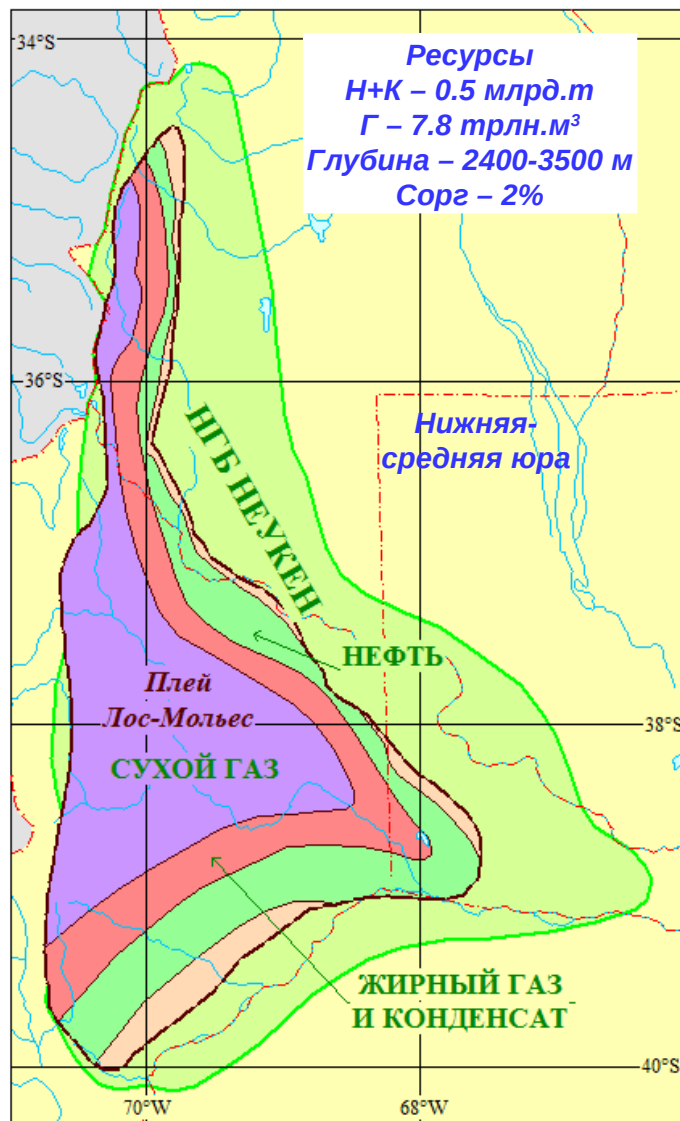 34°S
Ресурсы
Н+К – 0.5 млрд.т
Г – 7.8 трлн.м³
Глубина – 2400-3500 м
Сорг – 2%
36°S
Нижняя-
средняя юра
НГБ НЕУКЕН
НЕФТЬ
Плей
Лос-Мольес
38°S
СУХОЙ ГАЗ
ЖИРНЫЙ ГАЗ
И КОНДЕНСАТ
40°S
70°W
68°W